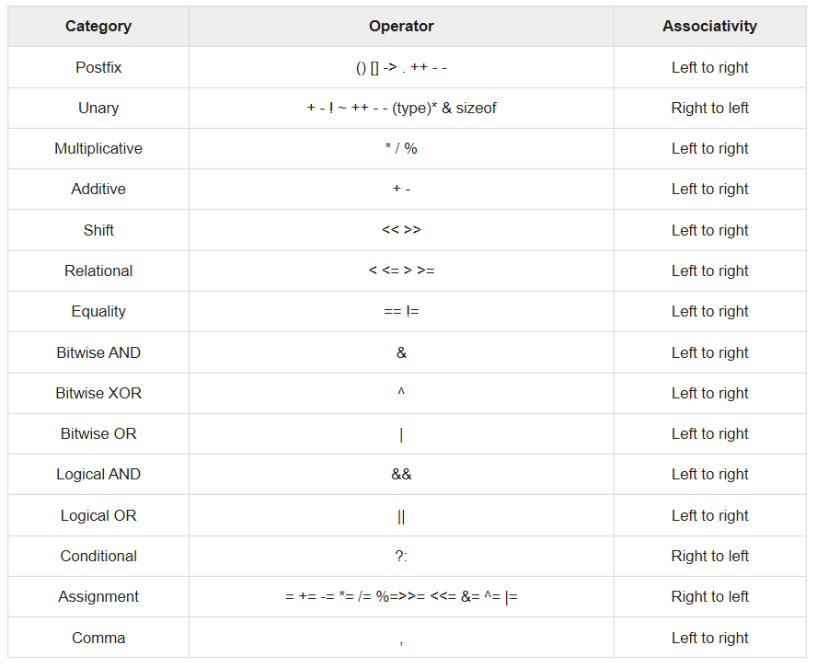 Category Operator Associativity
Postfix () [] -> . ++ - - Left to right
Unary + - ! ~ ++ - - (type)* & sizeof Right to left
Multiplicative * / % Left to right
Additive + - Left to right
Shift << >> Left to right
Relational < <= > >= Left to right
Equality == != Left to right
Bitwise AND & Left to right
Bitwise XOR ^ Left to right
Bitwise OR | Left to right
Logical AND && Left to right
Logical OR || Left to right
Conditional ?: Right to left
Assignment = += -= *= /= %=>>= <<= &= ^= |= Right to left
Comma , Left to right